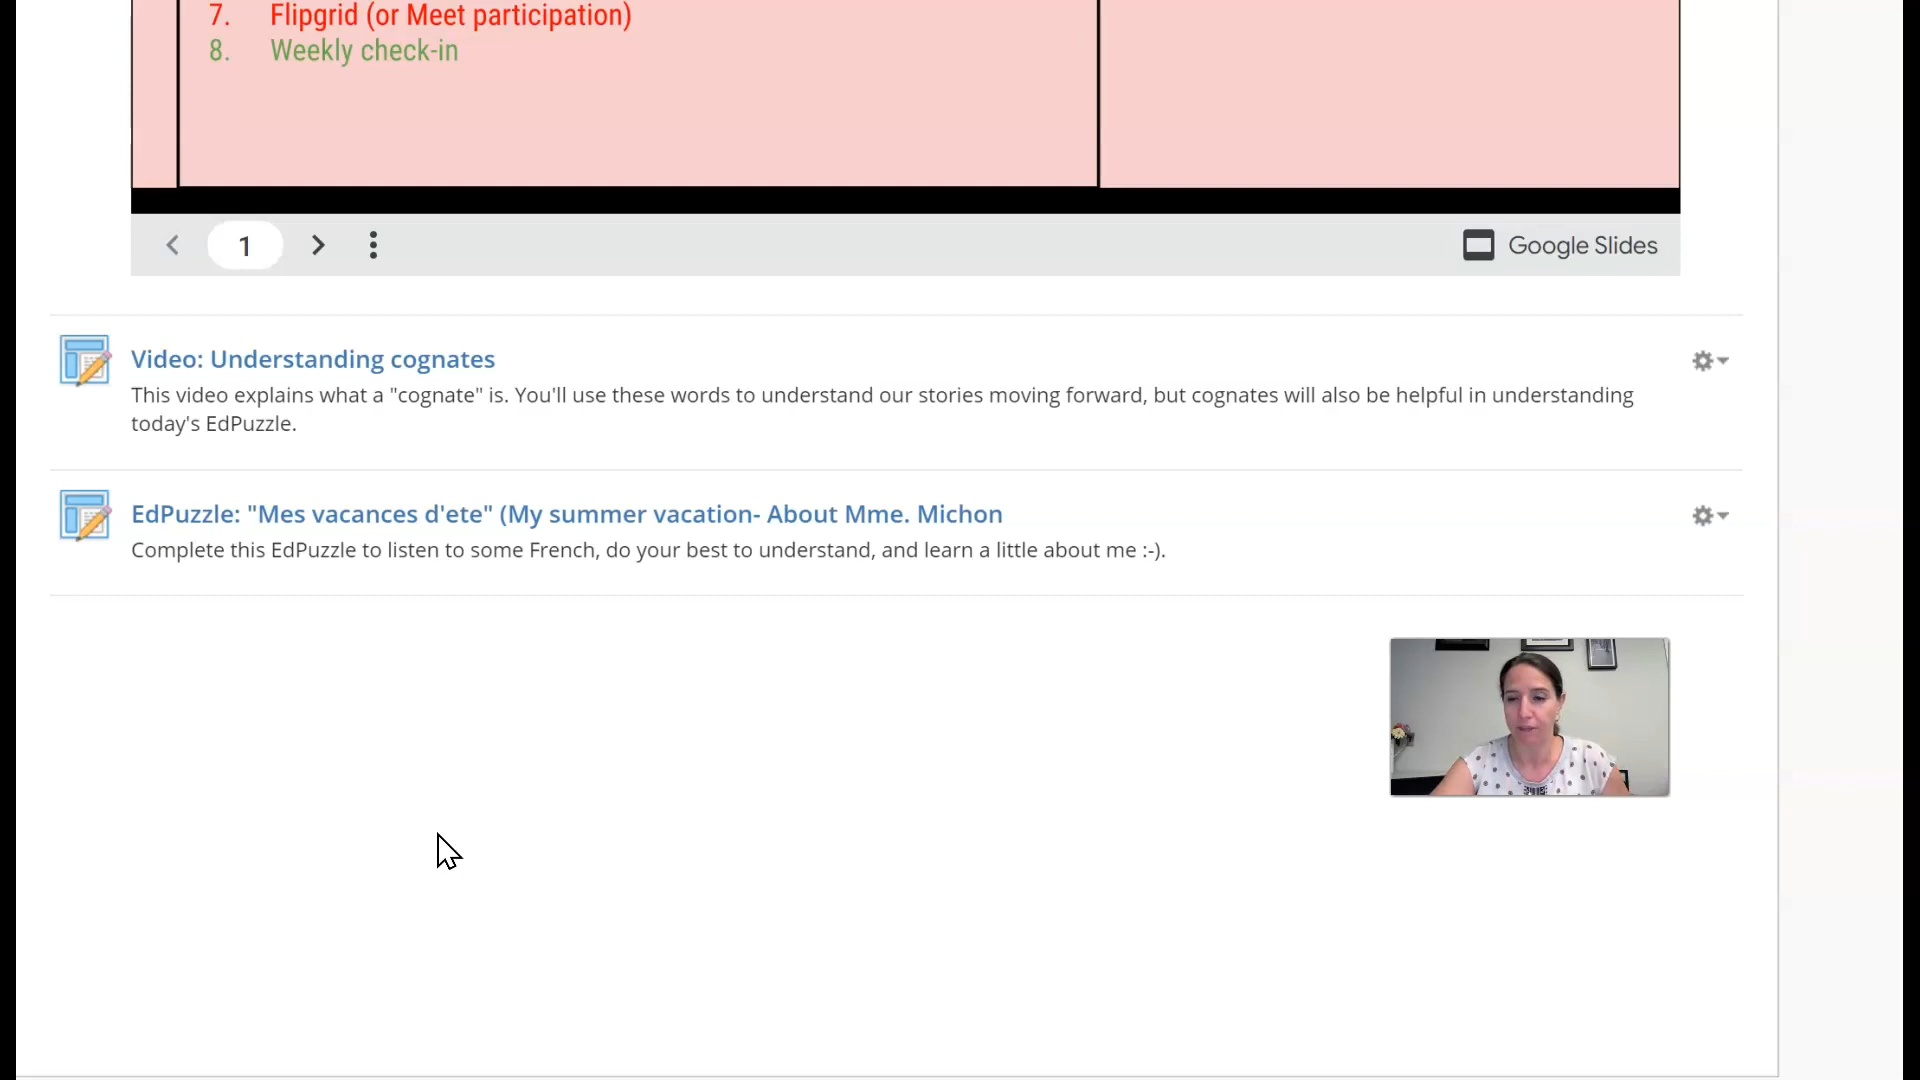 7. Flipgrid (or Meet participation)
8. Weekly check-in
1
Google Slides
Video: Understanding cognates
This video explains what a "cognate" is. You'll use these words to understand our stories moving forward, but cognates will also be helpful in understanding
today's EdPuzzle.
EdPuzzle: "Mes vacances d'ete" (My summer vacation- About Mme. Michon
Complete this EdPuzzle to listen to some French, do your best to understand, and learn a little about me :-).